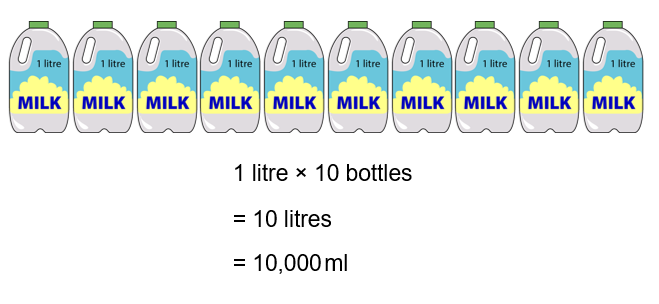 1 litre 1 litre 1 litre 1 litre 1 litre 1 litre 1 litre 1 litre 1 litre 1 litre
MILK MILK MILK MILK MILK MILK MILK MILK MILK MILK
1 litre × 10 bottles
= 10 litres
= 10,000 ml